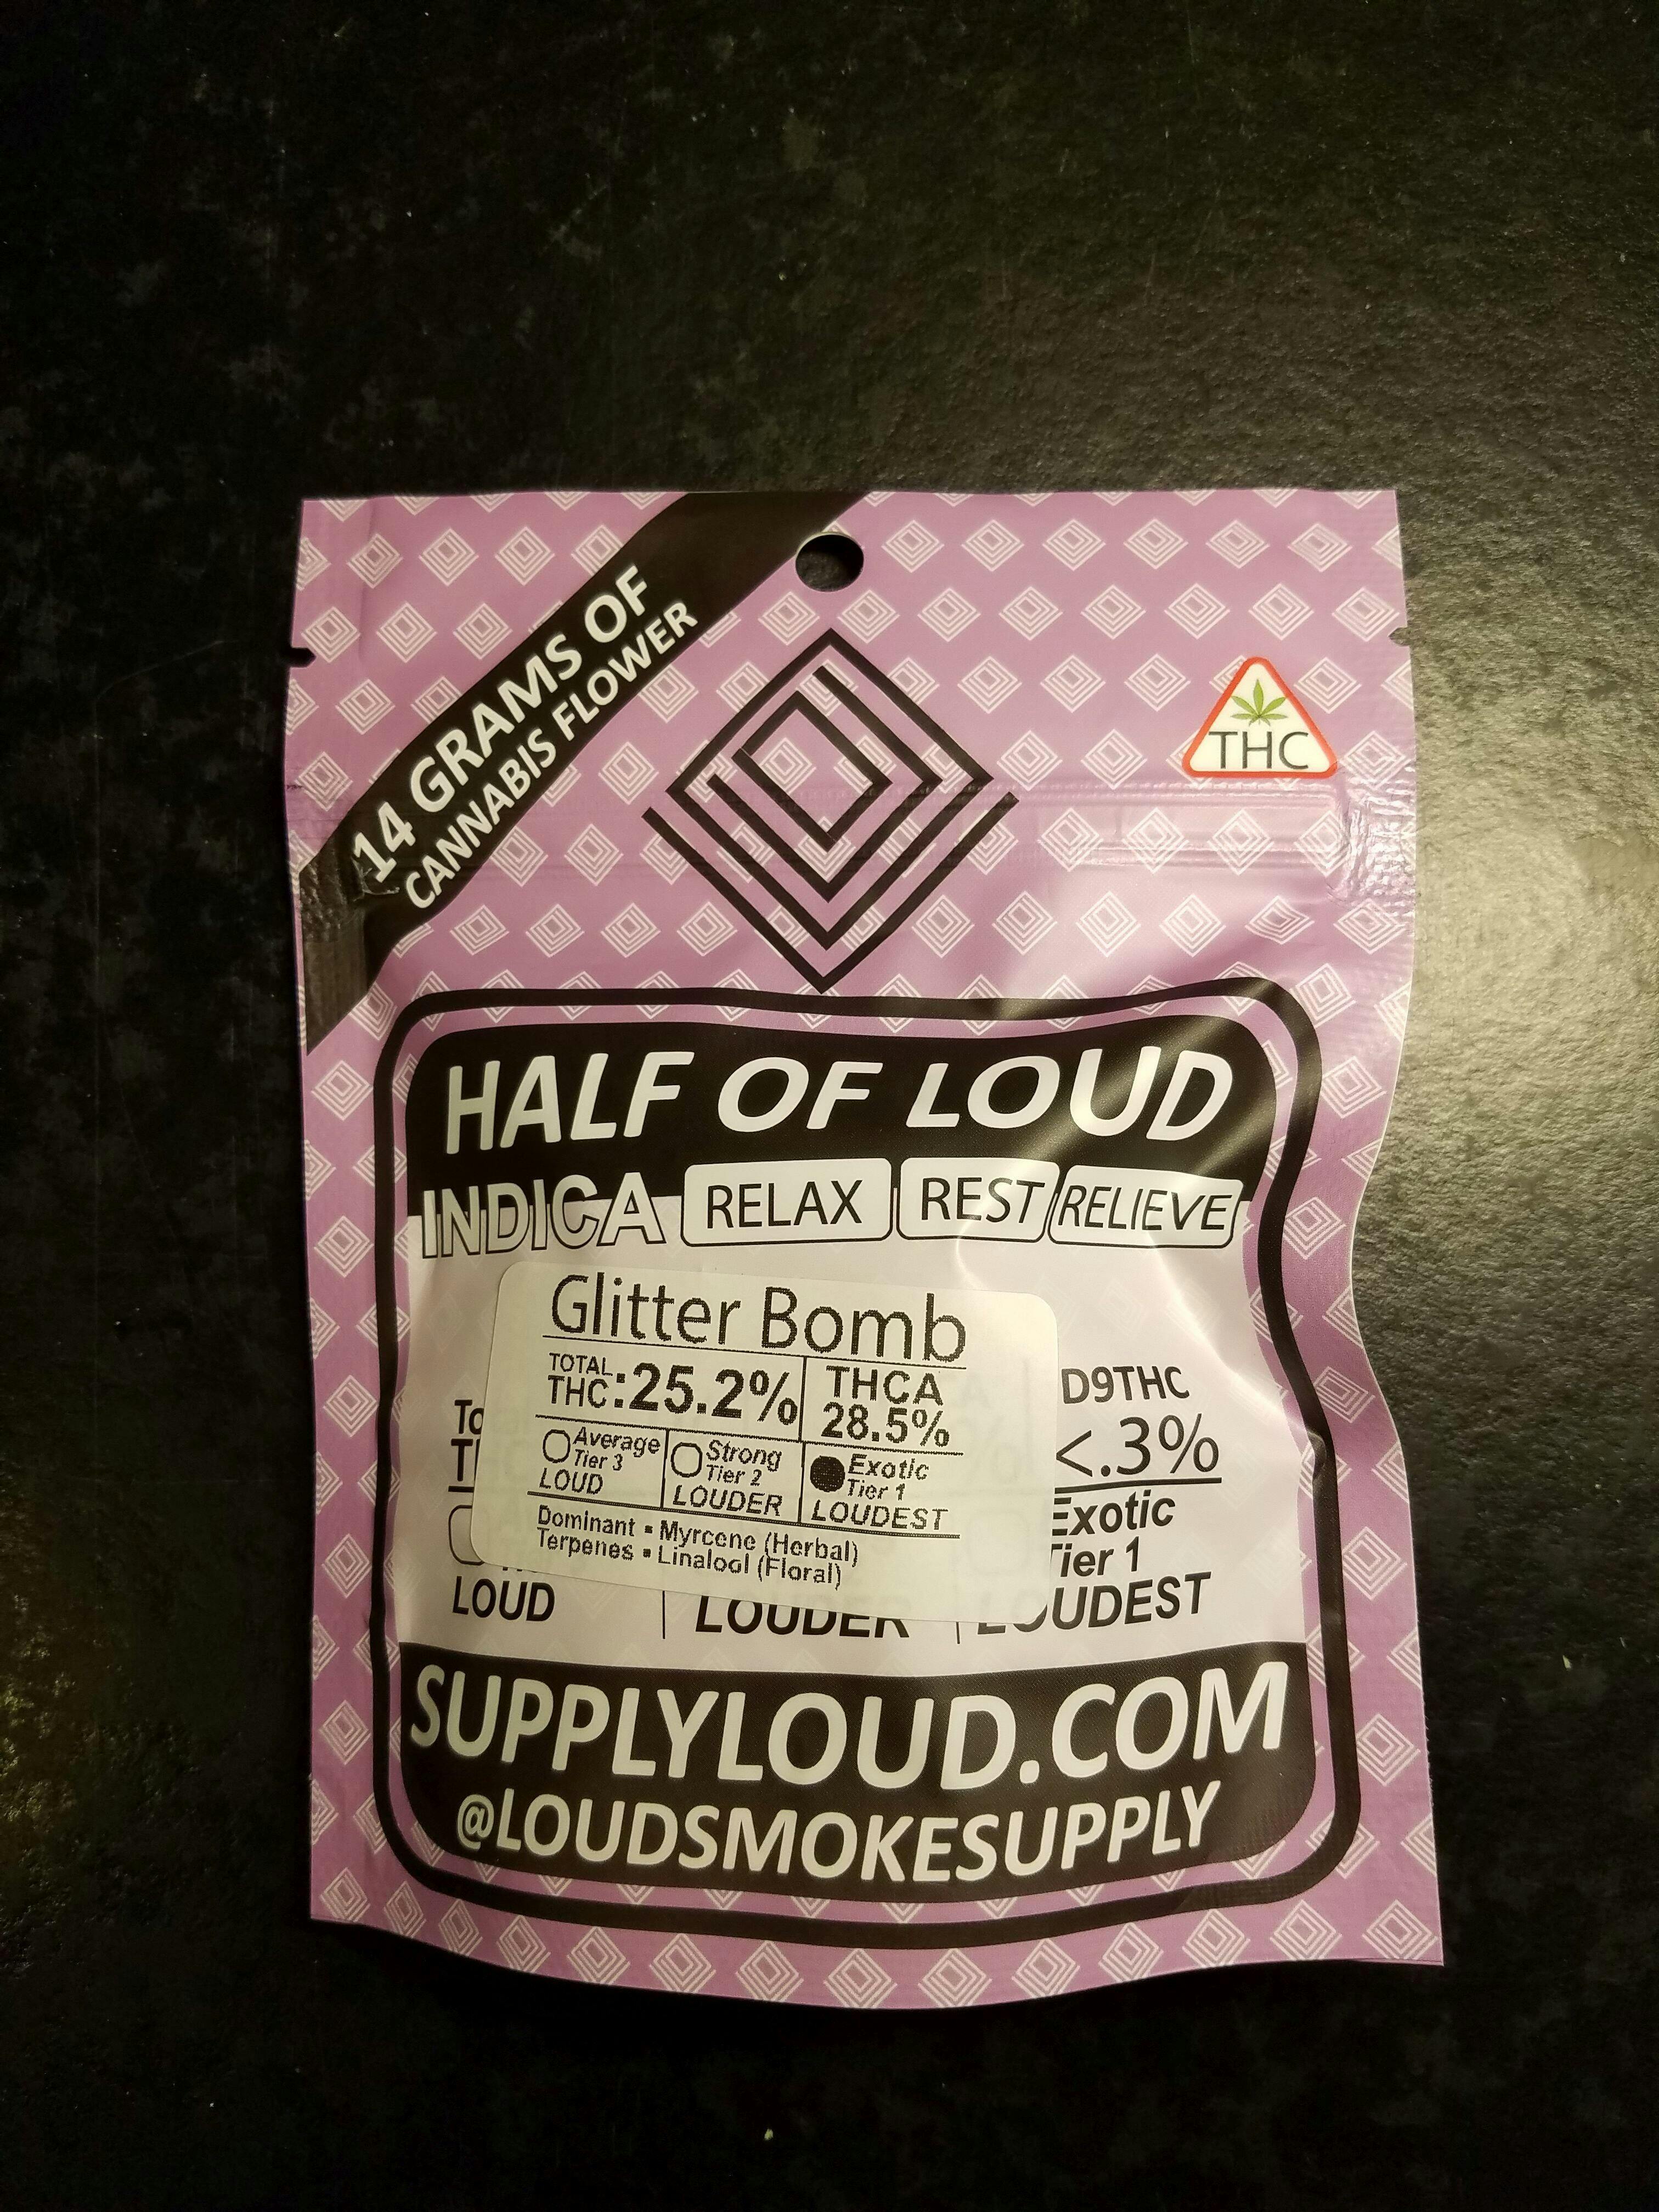 14 GRAMS OF
CANNABIS FLOWER
THC
HALF OF LOUD
INDICA RELAX REST RELIEVE
Glitter Bomb
TOTAL THC: 25.2%
THCA 28.5%
D9THC
<.3%
Average Tier 3 LOUD
Strong Tier 2 LOUDER
Exotic Tier 1 LOUDEST
Dominant Terpenes
▪ Myrcene (Herbal)
▪ Linalool (Floral)
Exotic
Tier 1
LOUD LOUDER LOUDEST
SUPPLYLOUD.COM
@LOUDSMOKESUPPLY